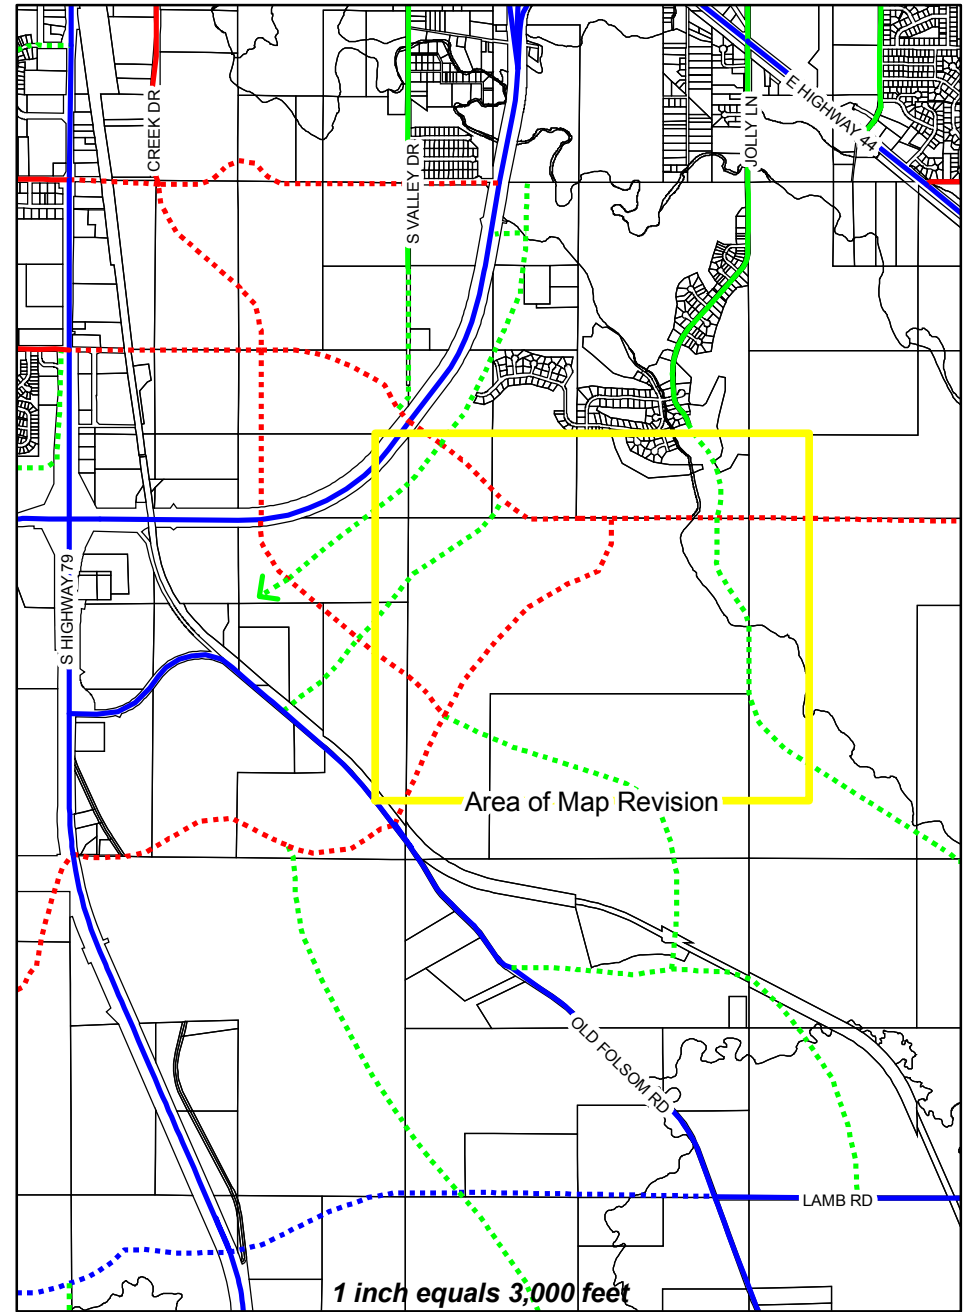 E HIGHWAY 44
CREEK DR
JOLLY LN
S VALLEY DR
S HIGHWAY 79
Area of Map Revision
OLD FOLSOM RD
LAMB RD
1 inch equals 3,000 feet